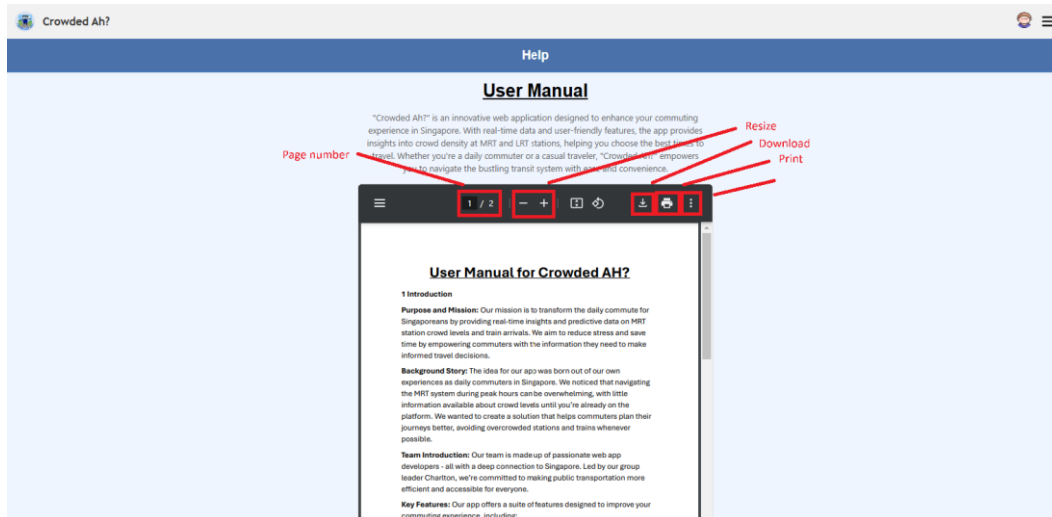 Crowded Ah?
Help
User Manual
"Crowded Ah?" is an innovative web application designed to enhance your commuting
experience in Singapore. With real-time data and user-friendly features, the app provides
insights into crowd density at MRT and LRT stations, helping you choose the best times to
travel. Whether you're a daily commuter or a casual traveler, "Crowded Ah?" empowers
you to navigate the bustling transit system with ease and convenience.
Page number
Resize
Download
Print
1 / 2
User Manual for Crowded AH?
1 Introduction
Purpose and Mission: Our mission is to transform the daily commute for
Singaporeans by providing real-time insights and predictive data on MRT
station crowd levels and train arrivals. We aim to reduce stress and save
time by empowering commuters with the information they need to make
informed travel decisions.
Background Story: The idea for our app was born out of our own
experiences as daily commuters in Singapore. We noticed that navigating
the MRT system during peak hours can be overwhelming, with little
information available about crowd levels until you're already on the
platform. We wanted to create a solution that helps commuters plan their
journeys better, avoiding overcrowded stations and trains whenever
possible.
Team Introduction: Our team is made up of passionate web app
developers - all with a deep connection to Singapore. Led by our group
leader Charlton, we're committed to making public transportation more
efficient and accessible for everyone.
Key Features: Our app offers a suite of features designed to improve your
commuting experience, including: